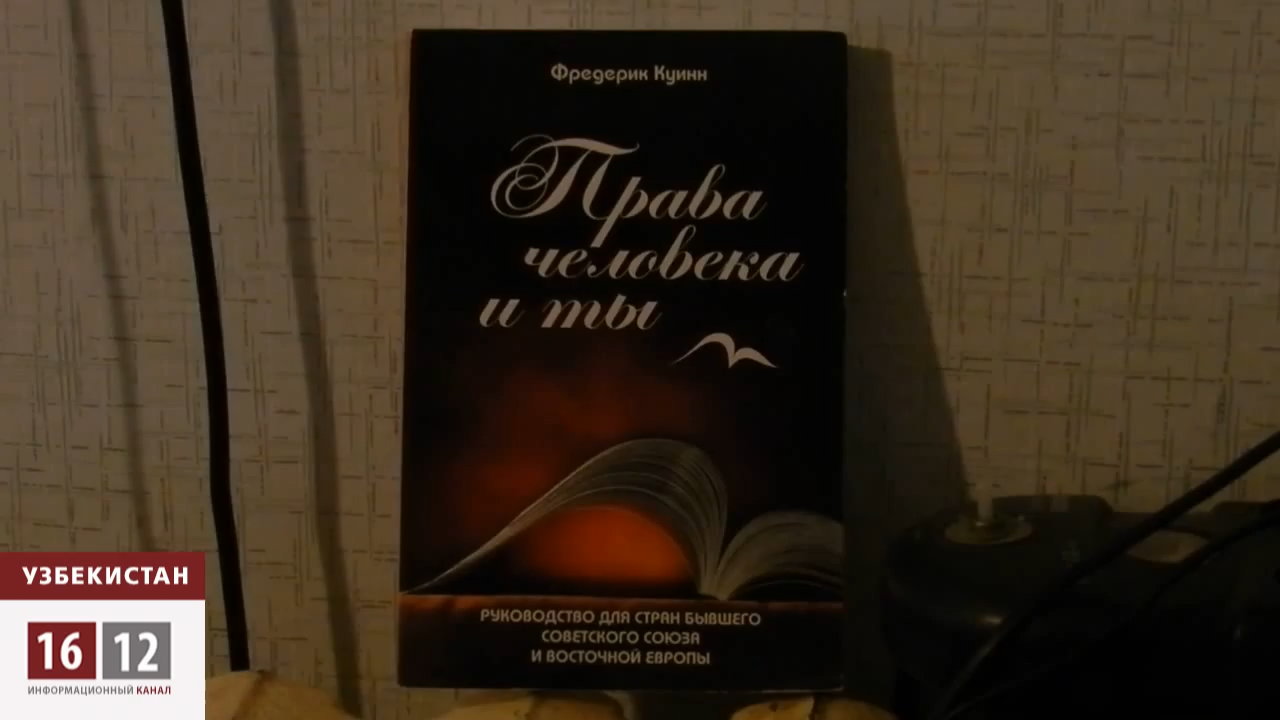 Фредерик Куинн
Права
человека
и ты
РУКОВОДСТВО ДЛЯ СТРАН БЫВШЕГО
СОВЕТСКОГО СОЮЗА
И ВОСТОЧНОЙ ЕВРОПЫ
УЗБЕКИСТАН
16 12
ИНФОРМАЦИОННЫЙ КАНАЛ